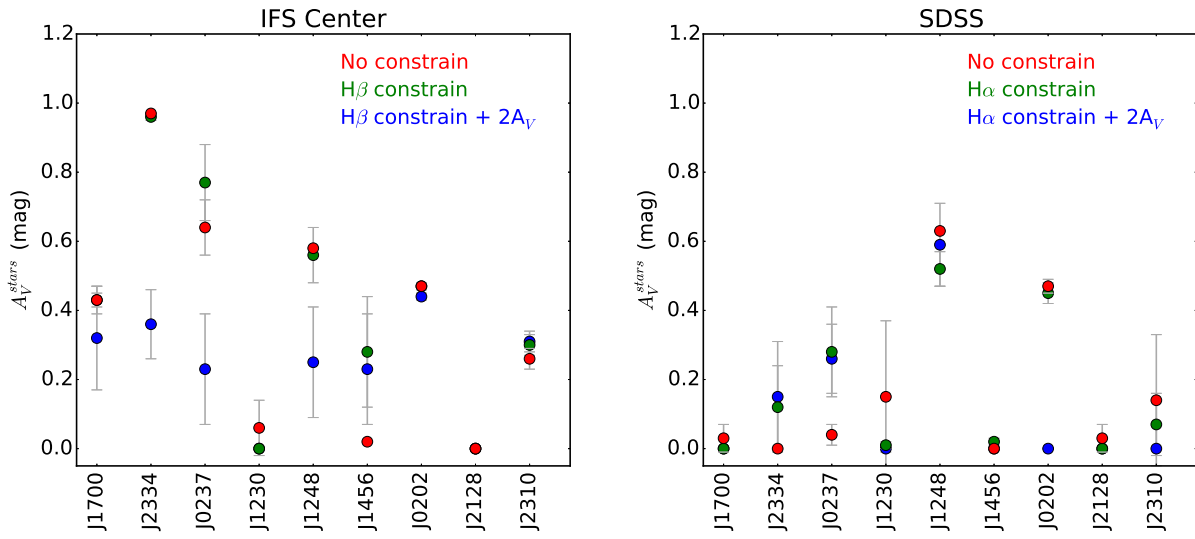 IFS Center
1.2
1.0
0.8
0.6
0.4
0.2
0.0
A_V^{stars} (mag)
No constrain
Hβ constrain
Hβ constrain + 2A_V
J1700
J2334
J0237
J1230
J1248
J1456
J0202
J2128
J2310
SDSS
1.2
1.0
0.8
0.6
0.4
0.2
0.0
A_V^{stars} (mag)
No constrain
Hα constrain
Hα constrain + 2A_V
J1700
J2334
J0237
J1230
J1248
J1456
J0202
J2128
J2310